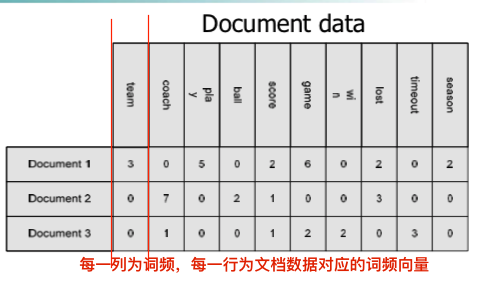 Document data
team coach play ball score game win lost timeout season
Document 1 3 0 5 0 2 6 0 2 0 2
Document 2 0 7 0 2 1 0 0 3 0 0
Document 3 0 1 0 0 1 2 2 0 3 0
每一列为词频，每一行为文档数据对应的词频向量